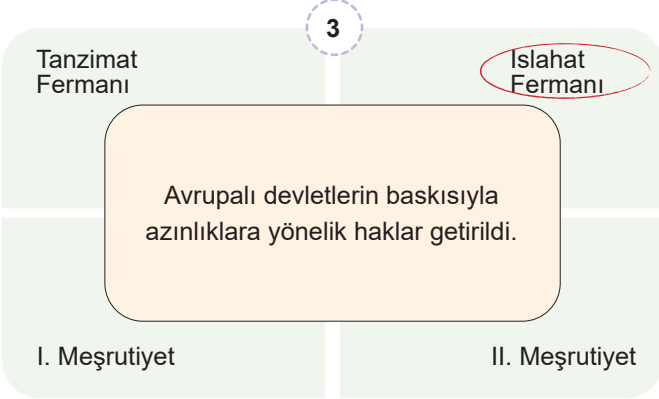 3
Tanzimat
Fermanı
Islahat
Fermanı
Avrupalı devletlerin baskısıyla
azınlıklara yönelik haklar getirildi.
I. Meşrutiyet
II. Meşrutiyet